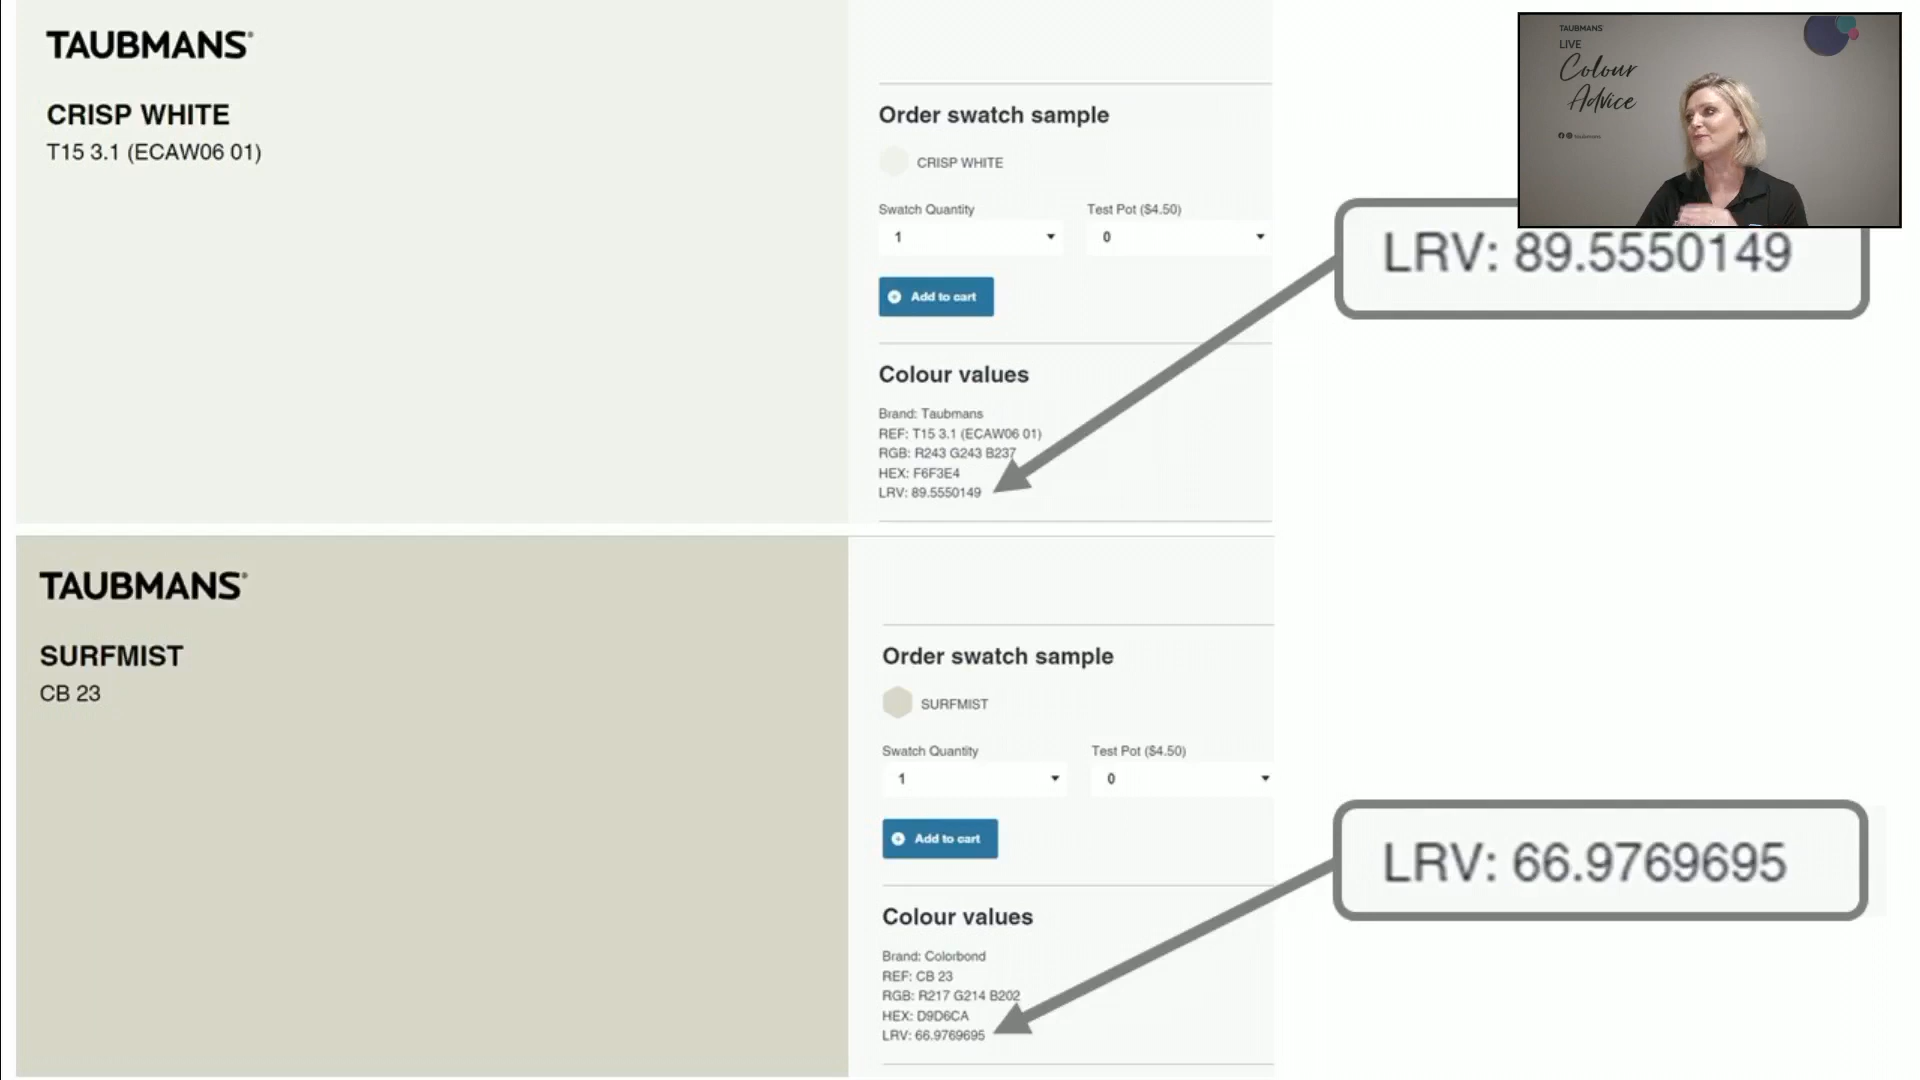 TAUBMANS®
CRISP WHITE
T15 3.1 (ECAW06 01)
Order swatch sample
CRISP WHITE
Swatch Quantity
Test Pot ($4.50)
1
0
Add to cart
Colour values
Brand: Taubmans
REF: T15 3.1 (ECAW06 01)
RGB: R243 G243 B237
HEX: F6F3E4
LRV: 89.5550149
TAUBMANS
LIVE
Colour
Advice
taubmans
LRV: 89.5550149
TAUBMANS®
SURFMIST
CB 23
Order swatch sample
SURFMIST
Swatch Quantity
Test Pot ($4.50)
1
0
Add to cart
Colour values
Brand: Colorbond
REF: CB 23
RGB: R217 G214 B202
HEX: D9D6CA
LRV: 66.9769695
LRV: 66.9769695